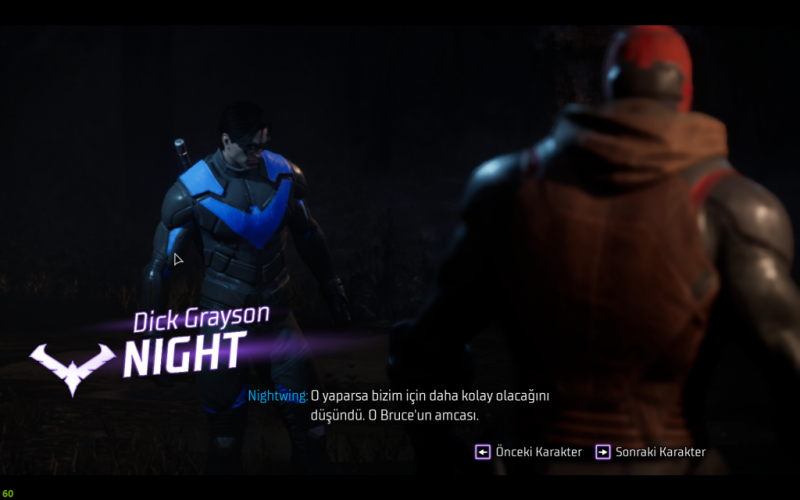 Dick Grayson
NIGHT
Nightwing: O yaparsa bizim için daha kolay olacağını
düşündü. O Bruce'un amcası.
Önceki Karakter
Sonraki Karakter
60